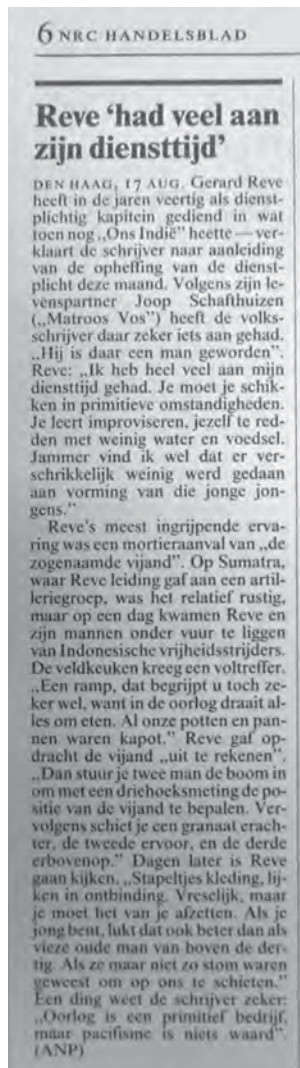 6 NRC HANDELSBLAD
Reve ‘had veel aan
zijn diensttijd’
DEN HAAG, 17 AUG. Gerard Reve
heeft in de jaren veertig als dienst-
plichtig kapitein gediend in wat
toen nog „Ons Indië” heette — ver-
klaart de schrijver naar aanleiding
van de opheffing van de dienst-
plicht deze maand. Volgens zijn le-
venspartner Joop Schafthuizen
(„Matroos Vos”) heeft de volks-
schrijver daar zeker iets aan gehad.
„Hij is daar een man geworden”.
Reve: „Ik heb heel veel aan mijn
diensttijd gehad. Je moet je schik-
ken in primitieve omstandigheden.
Je leert improviseren, jezelf te red-
den met weinig water en voedsel.
Jammer vind ik wel dat er ver-
schrikkelijk weinig werd gedaan
aan vorming van die jonge jon-
gens.”
Reve's meest ingrijpende erva-
ring was een mortieraanval van „de
zogenaamde vijand”. Op Sumatra,
waar Reve leiding gaf aan een artil-
leriegroep, was het relatief rustig,
maar op een dag kwamen Reve en
zijn mannen onder vuur te liggen
van Indonesische vrijheidsstrijders.
De veldkeuken kreeg een voltreffer.
„Een ramp, dat begrijpt u toch ze-
ker wel, want in de oorlog draait al-
les om eten. Al onze potten en pan-
nen waren kapot.” Reve gaf op-
dracht de vijand „uit te rekenen”.
„Dan stuur je twee man de boom in
om met een driehoeksmeting de po-
sitie van de vijand te bepalen. Ver-
volgens schiet je een granaat erach-
ter, de tweede ervoor, en de derde
erbovenop.” Dagen later is Reve
gaan kijken. „Stapeltjes kleding, lij-
ken in ontbinding. Vreselijk, maar
je moet het van je afzetten. Als je
jong bent, lukt dat ook beter dan als
vieze oude man van boven de der-
tig. Als ze maar niet zo stom waren
geweest om op ons te schieten.”
Een ding weet de schrijver zeker:
„Oorlog is een primitief bedrijf,
maar pacifisme is niets waard”.
(ANP)